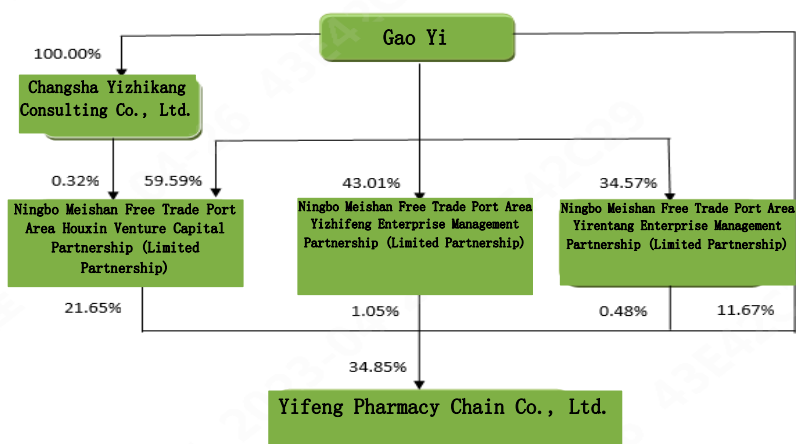 Gao Yi
100.00%
Changsha Yizhikang
Consulting Co., Ltd.
0.32%
59.59%
43.01%
34.57%
Ningbo Meishan Free Trade Port
Area Houxin Venture Capital
Partnership (Limited
Partnership)
Ningbo Meishan Free Trade Port Area
Yizhifeng Enterprise Management
Partnership (Limited Partnership)
Ningbo Meishan Free Trade Port Area
Yirentang Enterprise Management
Partnership (Limited Partnership)
21.65%
1.05%
0.48%
11.67%
34.85%
Yifeng Pharmacy Chain Co., Ltd.